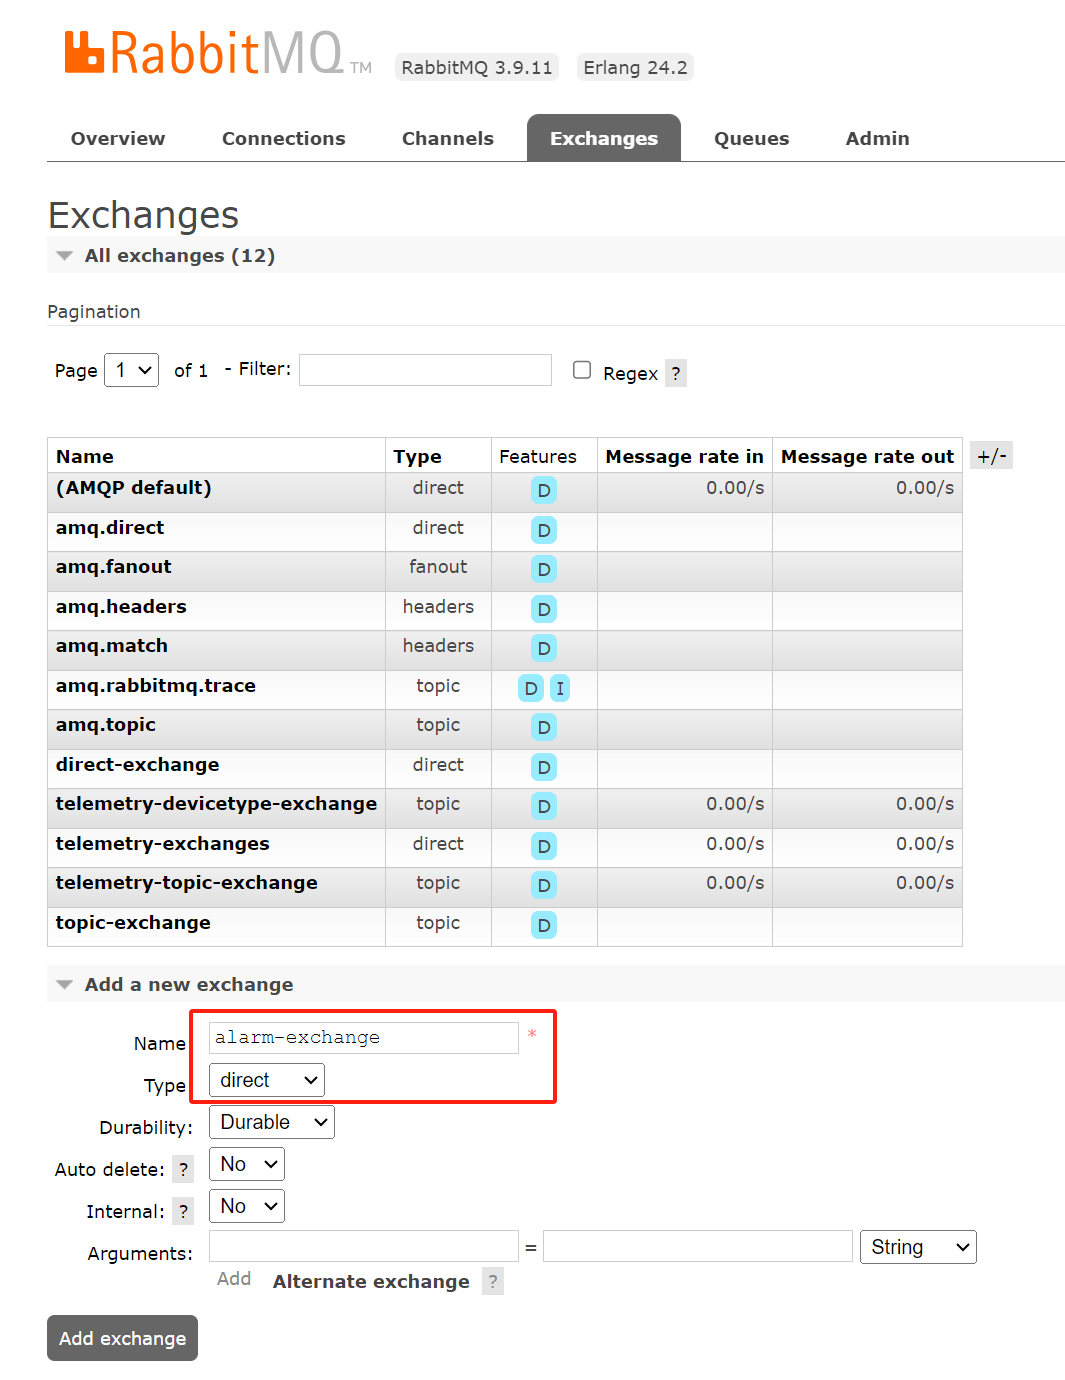 RabbitMQ TM RabbitMQ 3.9.11 Erlang 24.2
Overview Connections Channels Exchanges Queues Admin
Exchanges
All exchanges (12)
Pagination
Page 1 of 1 - Filter: Regex ?
Name Type Features Message rate in Message rate out +/-
(AMQP default) direct D 0.00/s 0.00/s
amq.direct direct D
amq.fanout fanout D
amq.headers headers D
amq.match headers D
amq.rabbitmq.trace topic D I
amq.topic topic D
direct-exchange direct D
telemetry-devicetype-exchange topic D 0.00/s 0.00/s
telemetry-exchanges direct D 0.00/s 0.00/s
telemetry-topic-exchange topic D 0.00/s 0.00/s
topic-exchange topic D
Add a new exchange
Name alarm-exchange *
Type direct
Durability: Durable
Auto delete: ? No
Internal: ? No
Arguments: = String
Add Alternate exchange ?
Add exchange